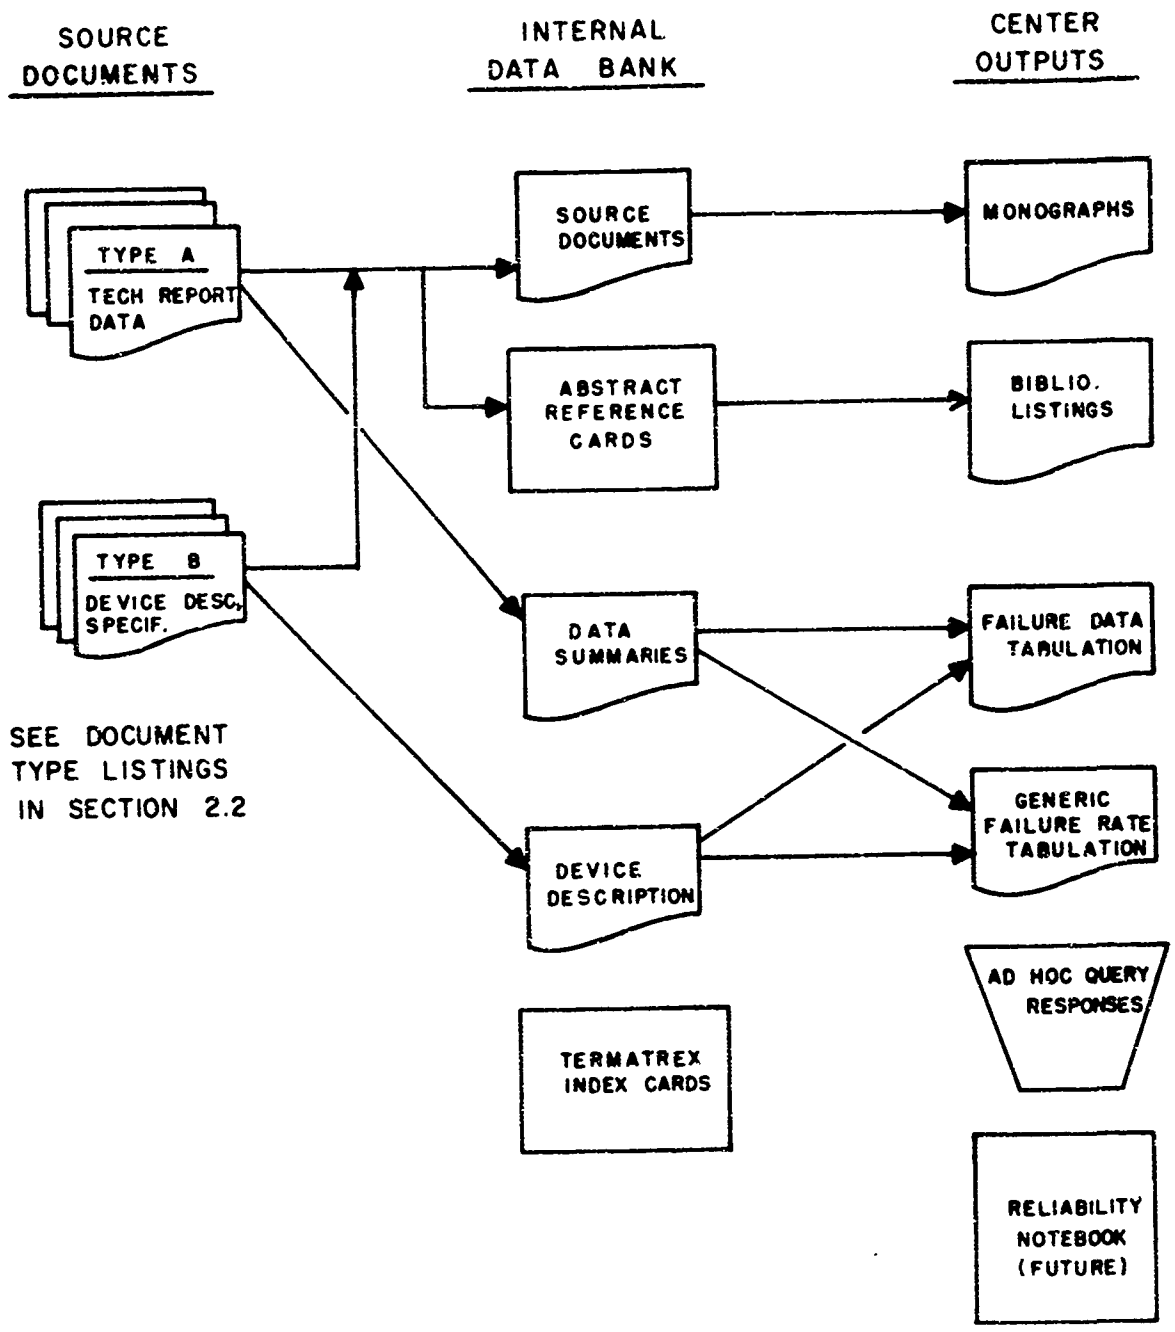 SOURCE
DOCUMENTS
INTERNAL
DATA BANK
CENTER
OUTPUTS
TYPE A
TECH REPORT
DATA
SOURCE
DOCUMENTS
MONOGRAPHS
ABSTRACT
REFERENCE
CARDS
BIBLIO.
LISTINGS
TYPE B
DEVICE DESC,
SPECIF.
DATA
SUMMARIES
FAILURE DATA
TABULATION
SEE DOCUMENT
TYPE LISTINGS
IN SECTION 2.2
GENERIC
FAILURE RATE
TABULATION
DEVICE
DESCRIPTION
AD HOC QUERY
RESPONSES
TERMATREX
INDEX CARDS
RELIABILITY
NOTEBOOK
(FUTURE)